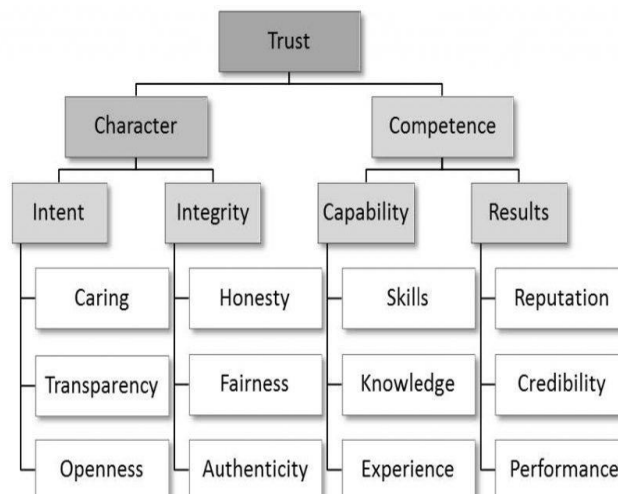 Trust
Character
Competence
Intent
Integrity
Capability
Results
Caring
Honesty
Skills
Reputation
Transparency
Fairness
Knowledge
Credibility
Openness
Authenticity
Experience
Performance